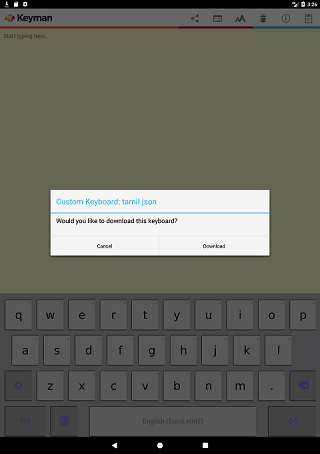 3:26
Keyman
AA
Start typing here...
Custom Keyboard: tamil.json
Would you like to download this keyboard?
Cancel
Download
q w e r t y u i o p
a s d f g h j k l
z x c v b n m .
123
English (EuroLatin2)